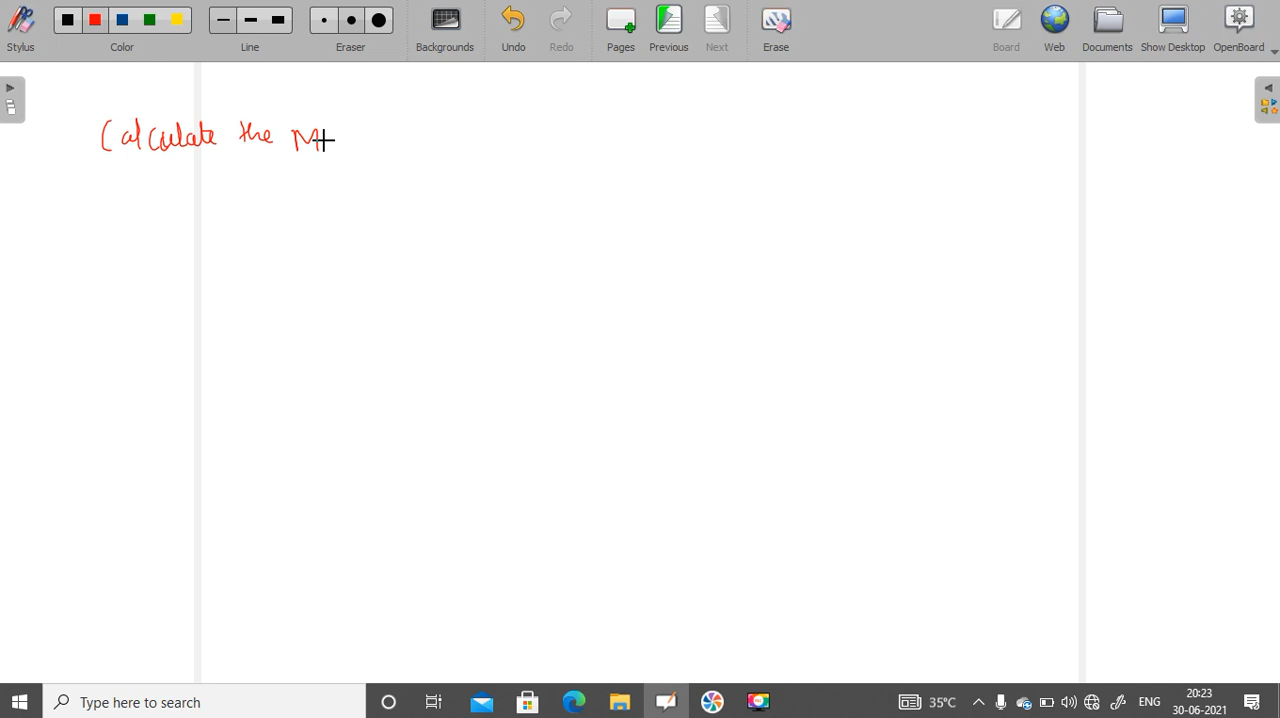 Stylus
Color
Line
Eraser
Backgrounds
Undo
Redo
Pages
Previous
Next
Erase
Board
Web
Documents
Show Desktop
OpenBoard
Calculate the M
Type here to search
35°C
ENG
20:23
30-06-2021